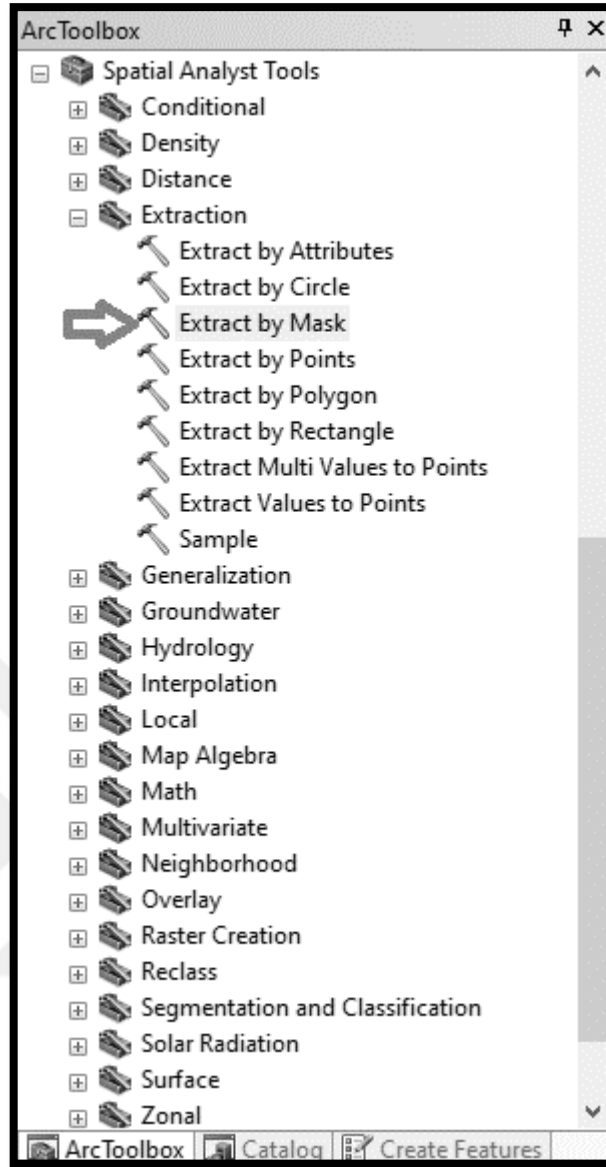 ArcToolbox
Spatial Analyst Tools
Conditional
Density
Distance
Extraction
Extract by Attributes
Extract by Circle
Extract by Mask
Extract by Points
Extract by Polygon
Extract by Rectangle
Extract Multi Values to Points
Extract Values to Points
Sample
Generalization
Groundwater
Hydrology
Interpolation
Local
Map Algebra
Math
Multivariate
Neighborhood
Overlay
Raster Creation
Reclass
Segmentation and Classification
Solar Radiation
Surface
Zonal
ArcToolbox Catalog Create Features